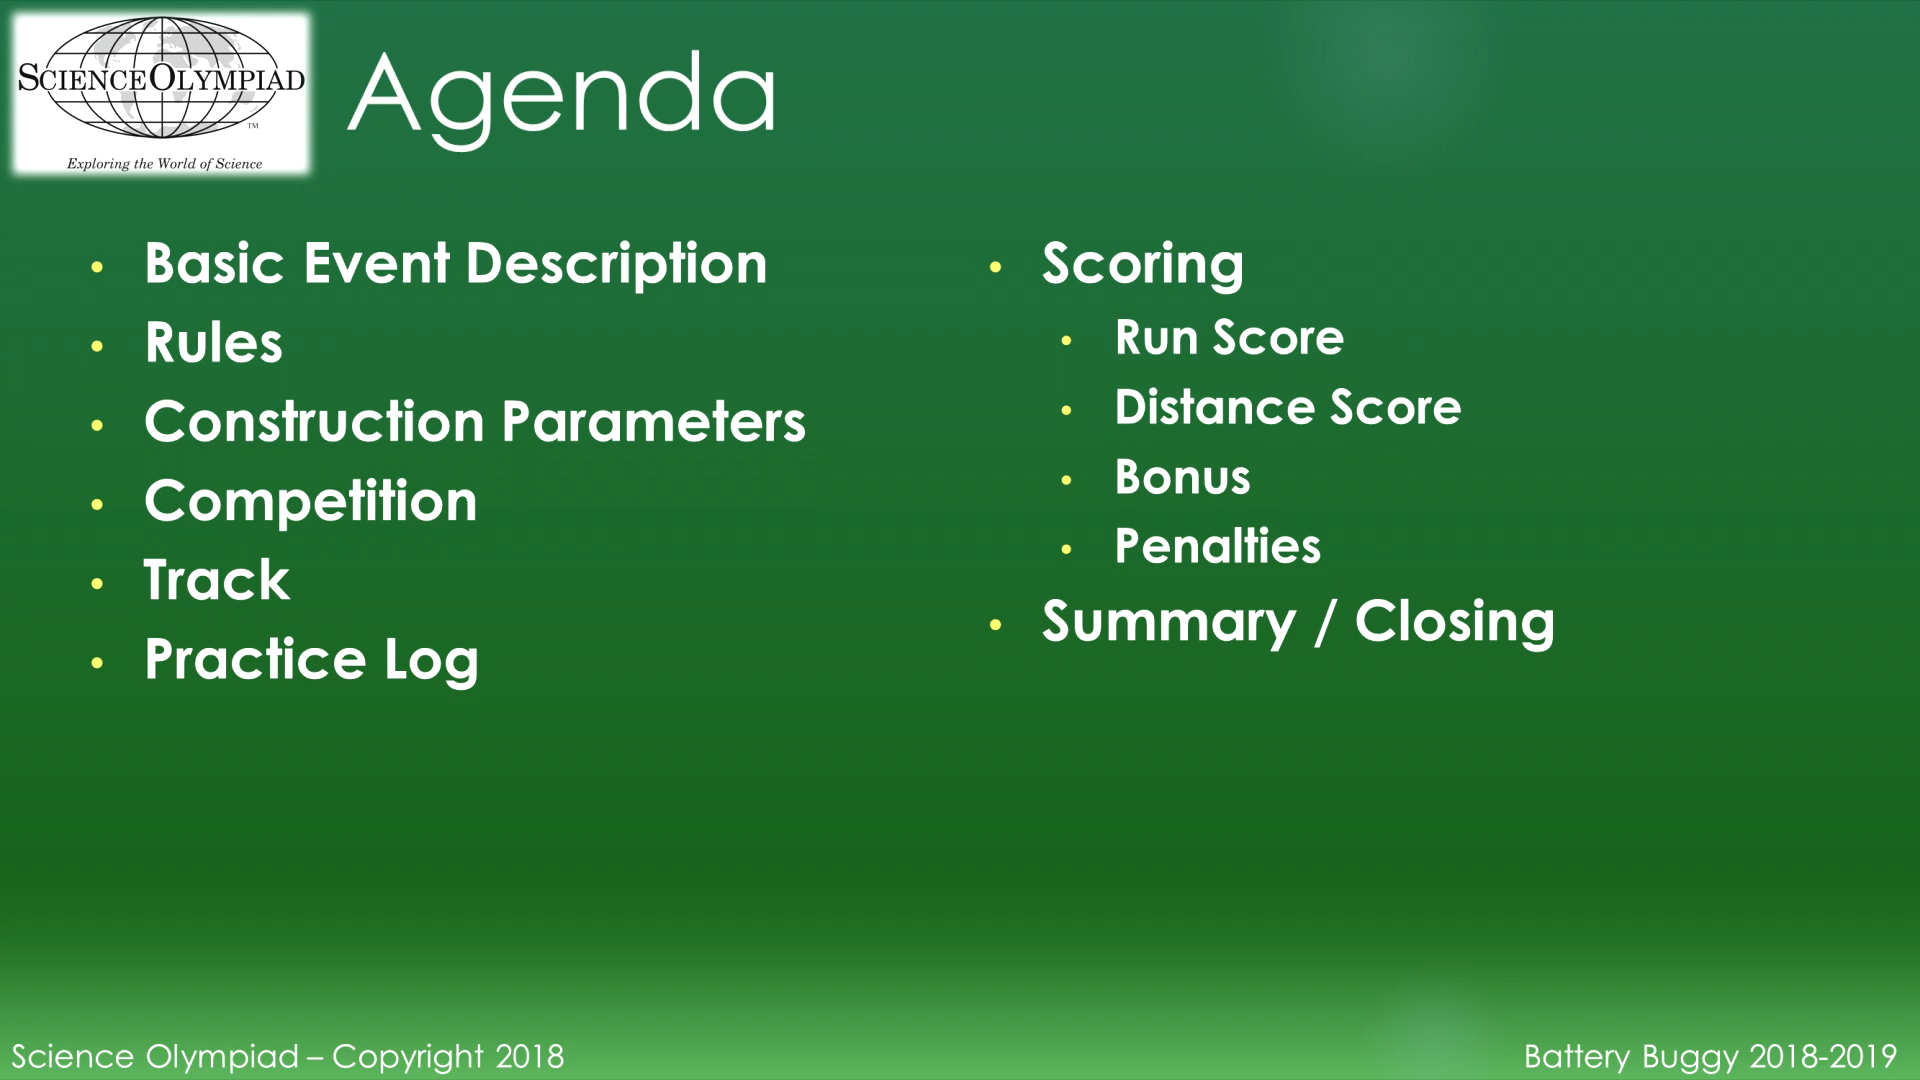 SCIENCE OLYMPIAD
TM
Exploring the World of Science
Agenda
• Basic Event Description
• Rules
• Construction Parameters
• Competition
• Track
• Practice Log
• Scoring
• Run Score
• Distance Score
• Bonus
• Penalties
• Summary / Closing
Science Olympiad – Copyright 2018
Battery Buggy 2018-2019